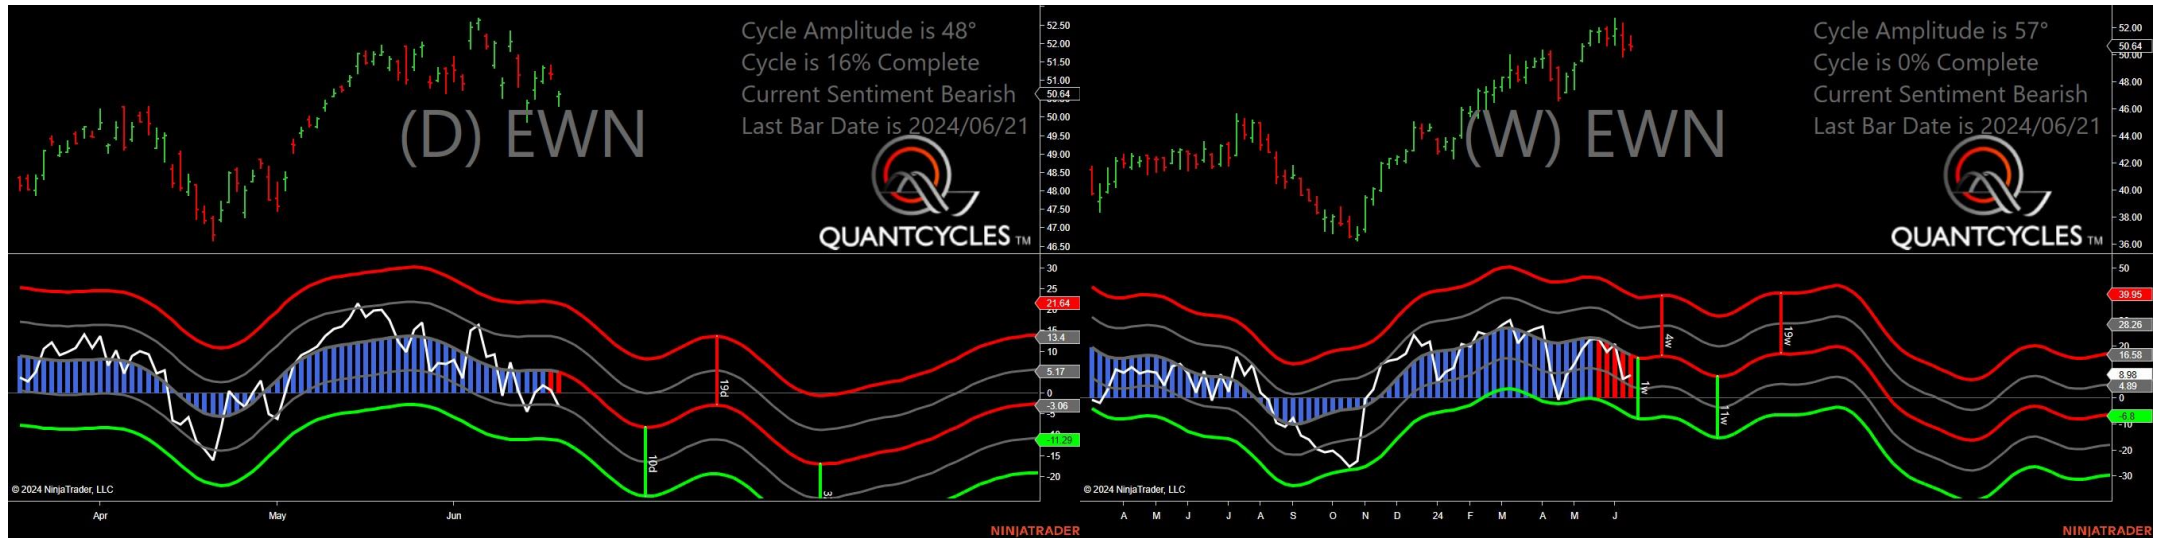 Cycle Amplitude is 48°
Cycle is 16% Complete
Current Sentiment Bearish
Last Bar Date is 2024/06/21
(D) EWN
QUANTCYCLES TM
52.50
52.00
51.50
51.00
50.64
50.00
49.50
49.00
48.50
48.00
47.50
47.00
46.50
30
25
21.64
15
13.4
10
5.17
0
-3.06
-5
-11.29
-15
-20
19d
10d
© 2024 NinjaTrader, LLC
Apr May Jun
NINJATRADER
Cycle Amplitude is 57°
Cycle is 0% Complete
Current Sentiment Bearish
Last Bar Date is 2024/06/21
(W) EWN
QUANTCYCLES TM
52.00
50.64
50.00
48.00
46.00
44.00
42.00
40.00
38.00
36.00
50
39.95
28.26
20
16.58
8.98
4.89
0
-6.8
-10
-20
-30
4w
19w
1w
11w
© 2024 NinjaTrader, LLC
A M J J A S O N D 24 F M A M J
NINJATRADER